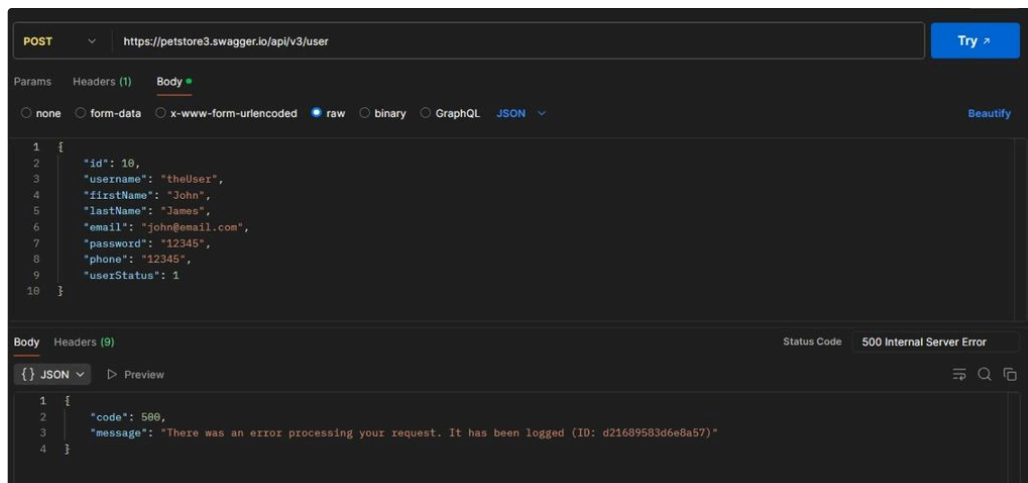 POST https://petstore3.swagger.io/api/v3/user Try ↗
Params Headers (1) Body
none form-data x-www-form-urlencoded raw binary GraphQL JSON Beautify
1 {
2 "id": 10,
3 "username": "theUser",
4 "firstName": "John",
5 "lastName": "James",
6 "email": "john@email.com",
7 "password": "12345",
8 "phone": "12345",
9 "userStatus": 1
10 }
Body Headers (9) Status Code 500 Internal Server Error
{} JSON Preview
1 {
2 "code": 500,
3 "message": "There was an error processing your request. It has been logged (ID: d21689583d6e8a57)"
4 }